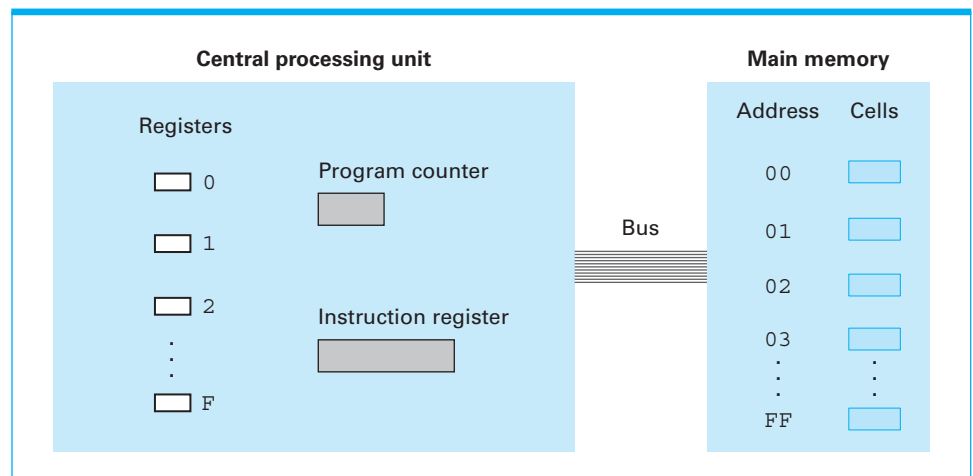 Central processing unit
Main memory
Registers
Address Cells
Program counter
0
00
Bus
1
01
2
02
Instruction register
03
F
FF